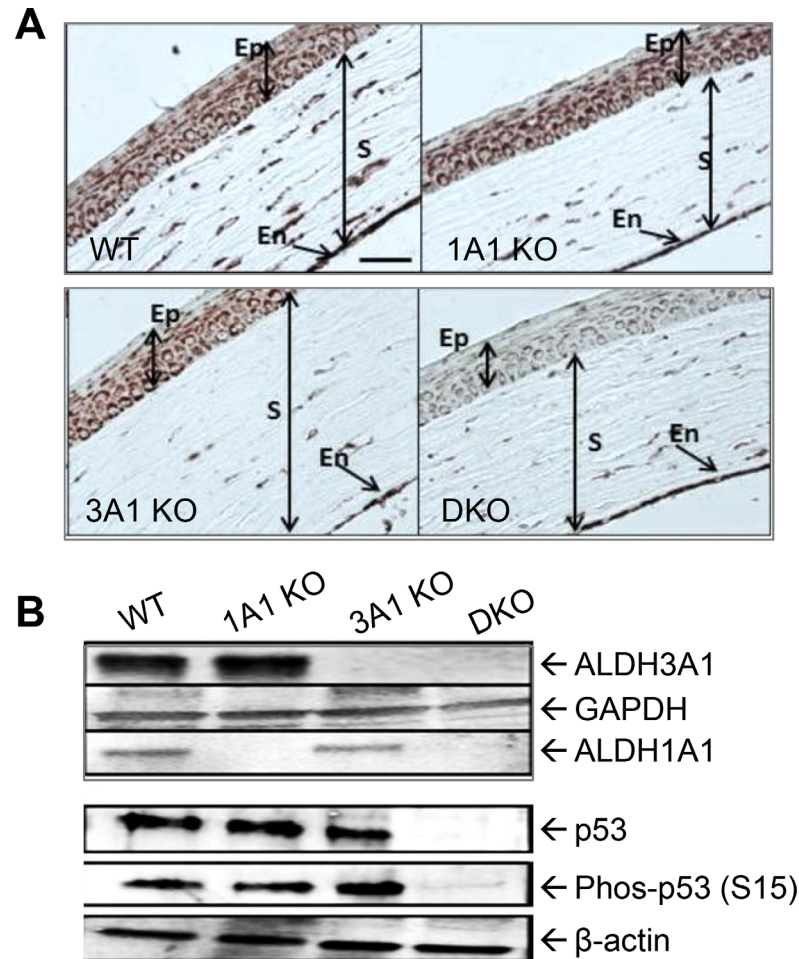 A
Ep
S
En
WT
Ep
S
En
1A1 KO
Ep
S
En
3A1 KO
Ep
S
En
DKO
B
WT 1A1 KO 3A1 KO DKO
← ALDH3A1
← GAPDH
← ALDH1A1
← p53
← Phos-p53 (S15)
← β-actin